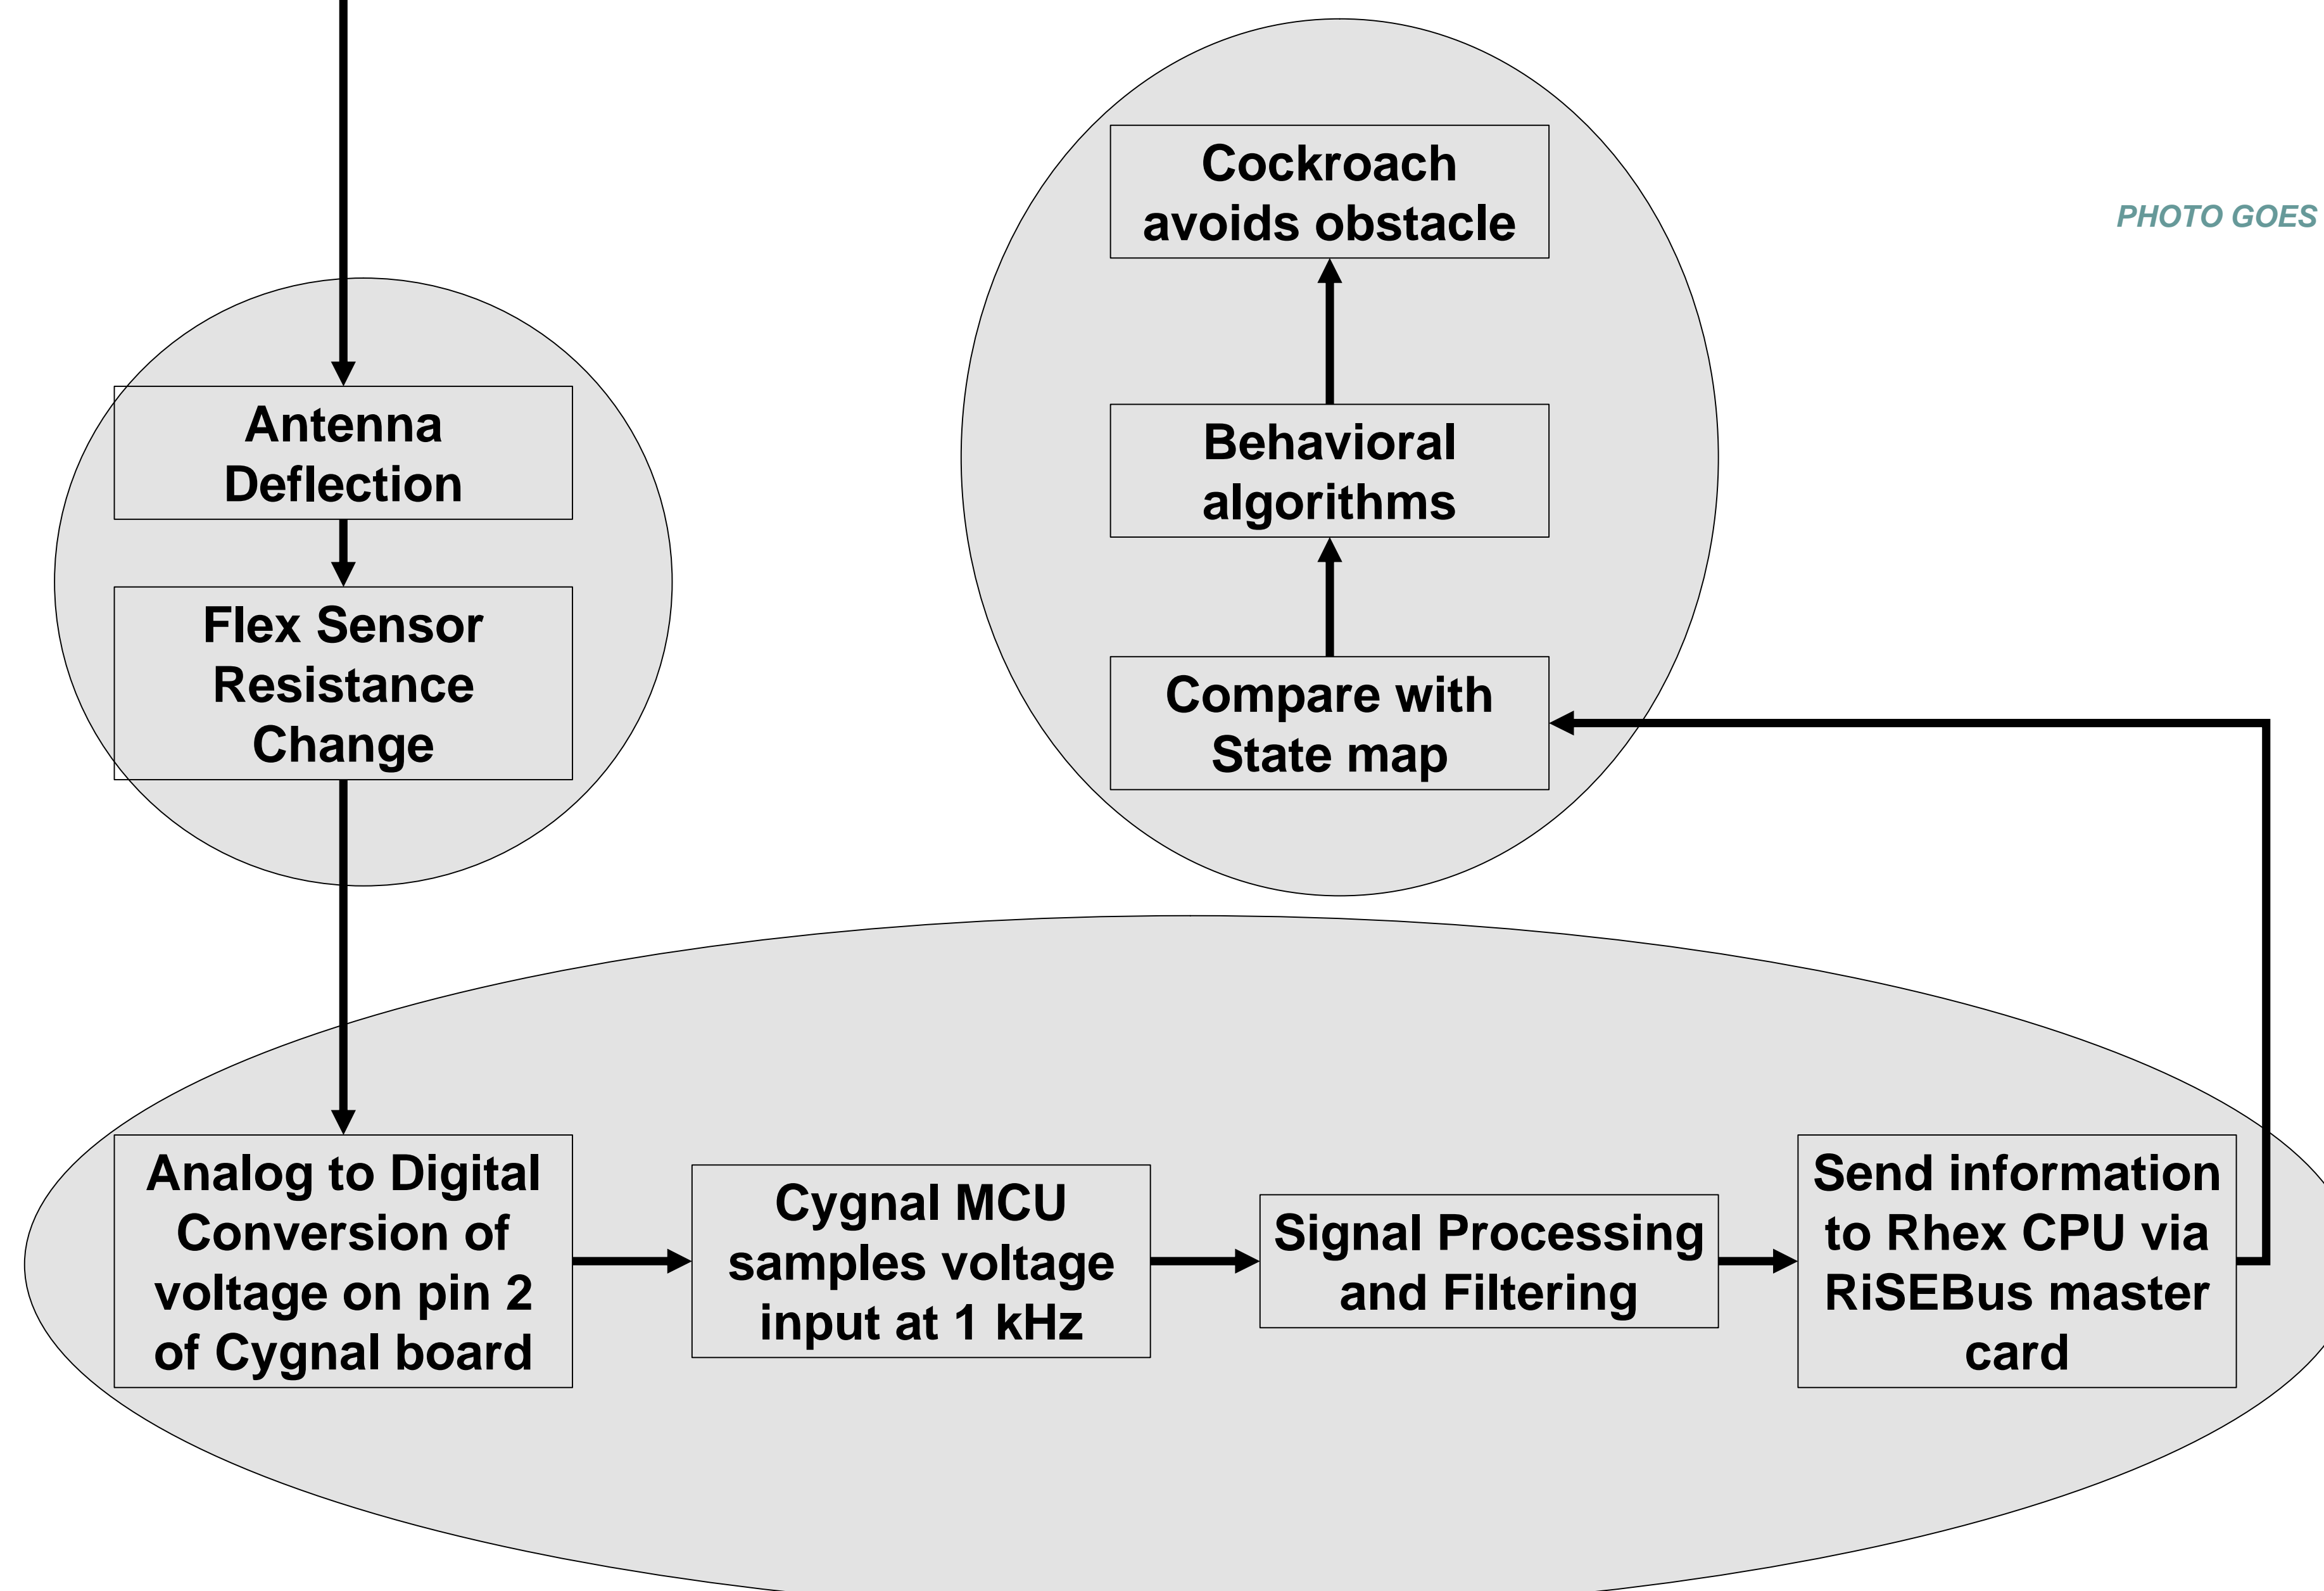 Antenna
Deflection
Flex Sensor
Resistance
Change
Analog to Digital
Conversion of
voltage on pin 2
of Cygnal board
Cygnal MCU
samples voltage
input at 1 kHz
Signal Processing
and Filtering
Send information
to Rhex CPU via
RiSEBus master
card
Compare with
State map
Behavioral
algorithms
Cockroach
avoids obstacle
PHOTO GOES